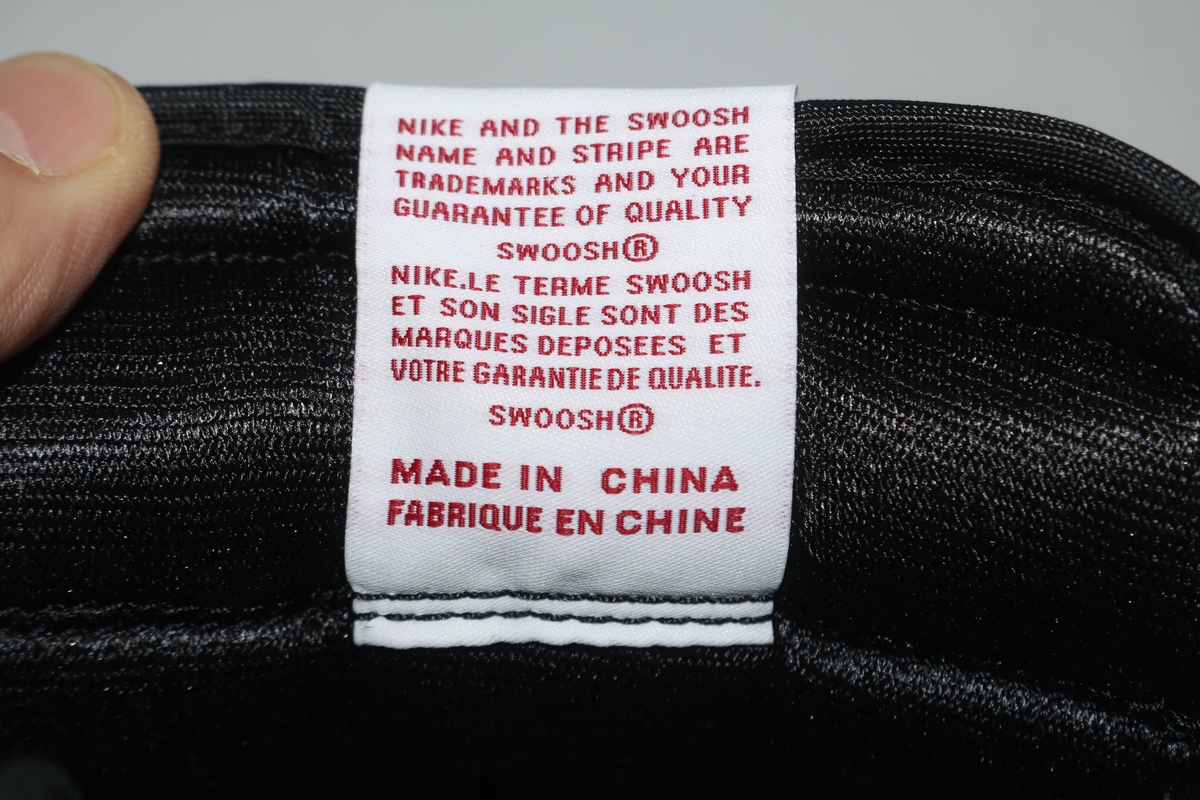 NIKE AND THE SWOOSH
NAME AND STRIPE ARE
TRADEMARKS AND YOUR
GUARANTEE OF QUALITY
SWOOSH®
NIKE.LE TERME SWOOSH
ET SON SIGLE SONT DES
MARQUES DEPOSEES ET
VOTRE GARANTIE DE QUALITE.
SWOOSH®
MADE IN CHINA
FABRIQUE EN CHINE